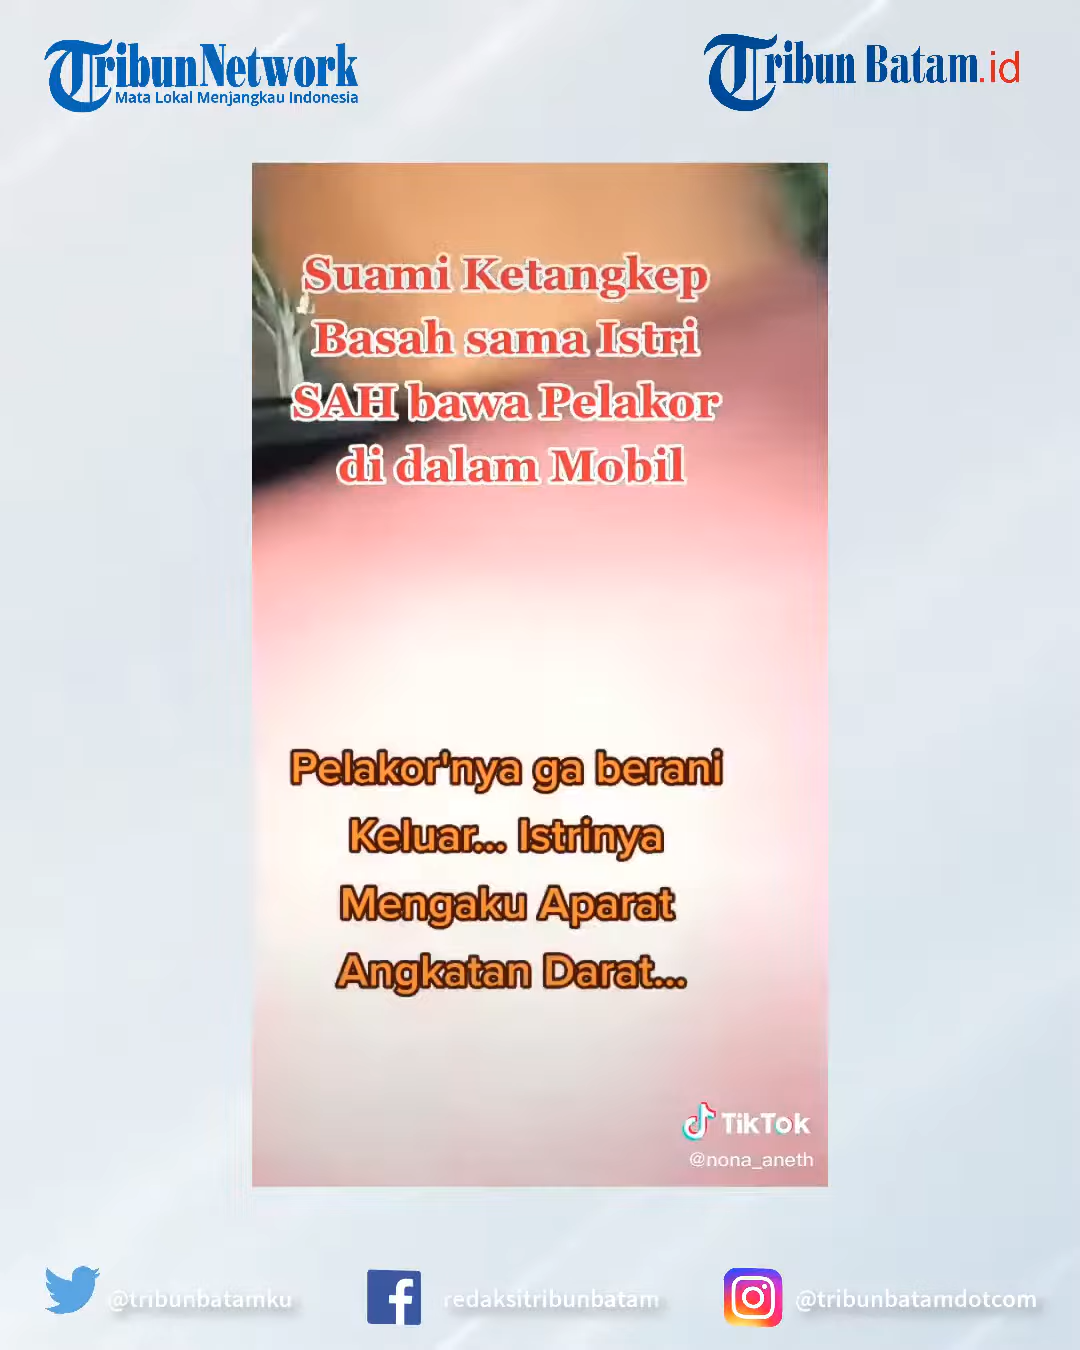 TribunNetwork
Mata Lokal Menjangkau Indonesia
Tribun Batam.id
Suami Ketangkep
Basah sama Istri
SAH bawa Pelakor
di dalam Mobil
Pelakor'nya ga berani
Keluar... Istrinya
Mengaku Aparat
Angkatan Darat...
TikTok
@nona_aneth
@tribunbatamku
redaksitribunbatam
@tribunbatamdotcom